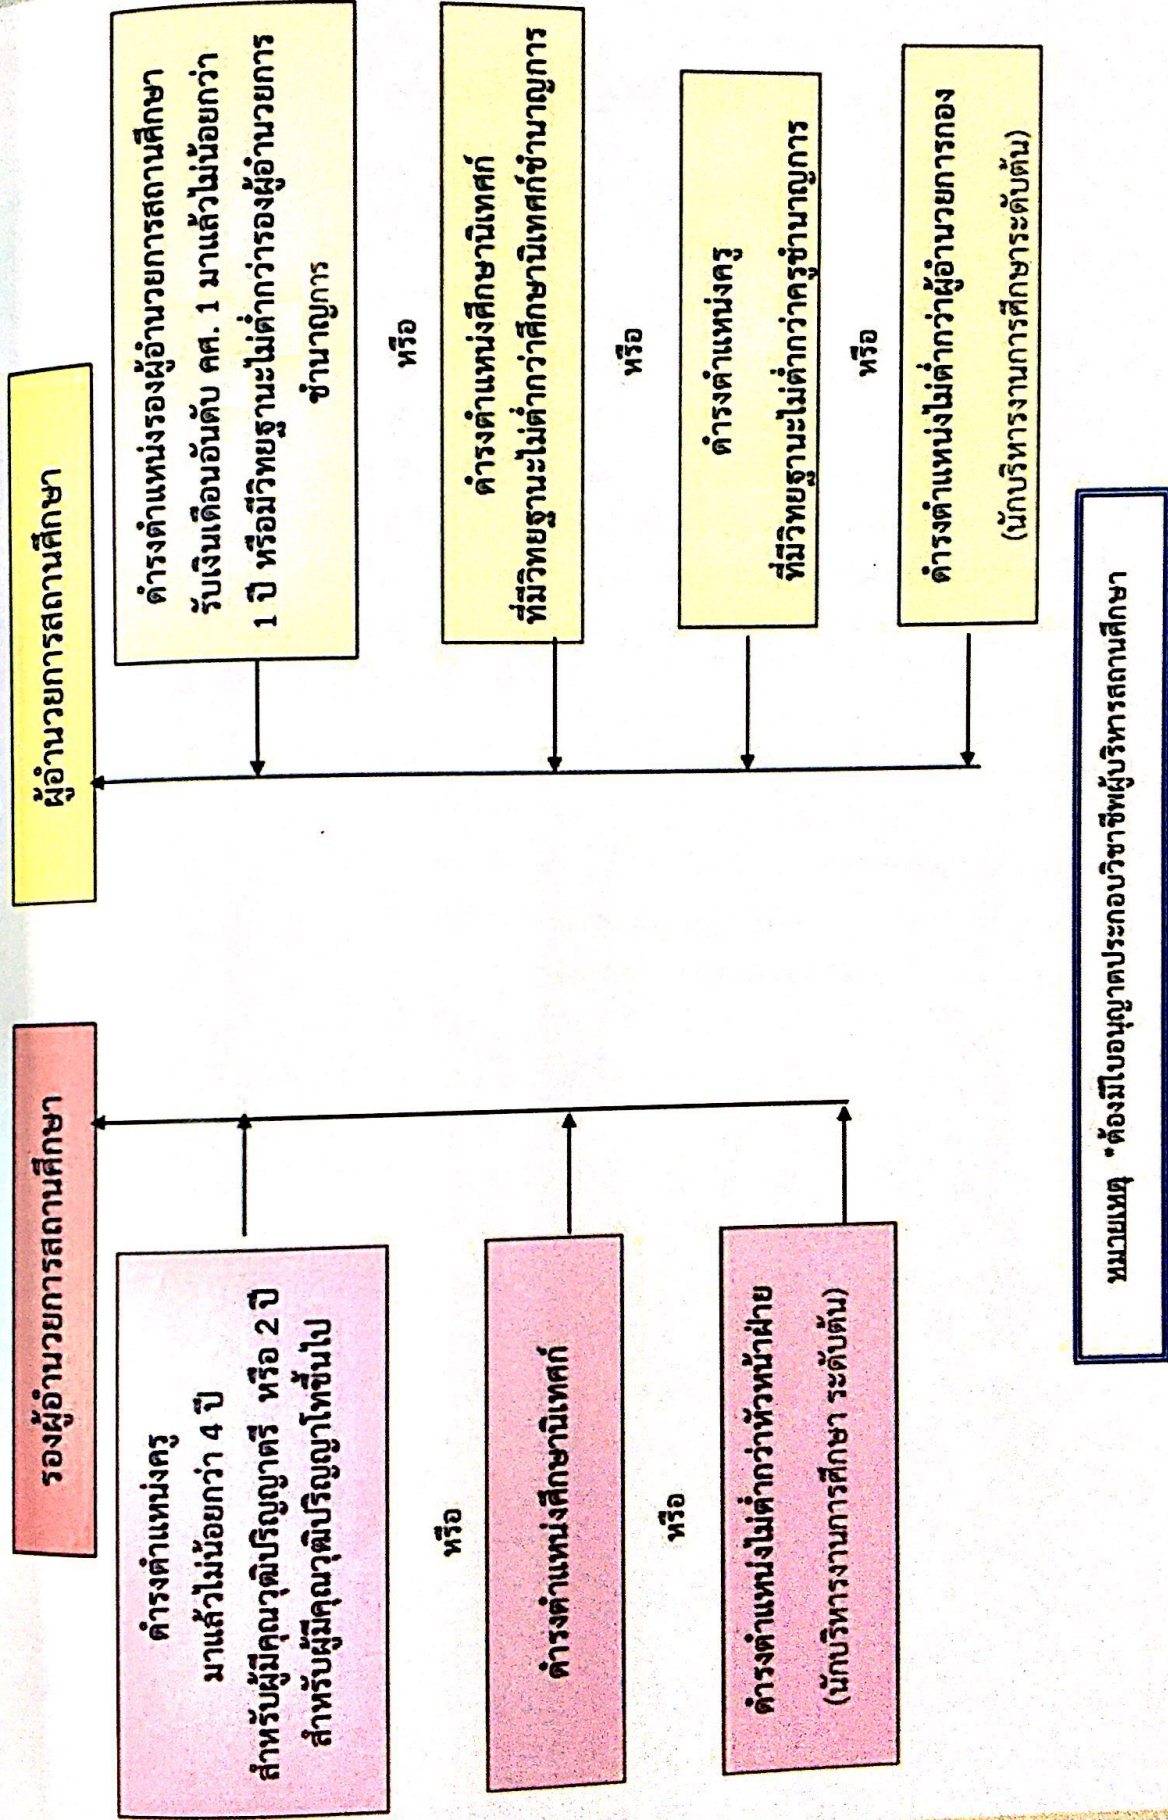 รองผู้อำนวยการสถานศึกษา
ดำรงตำแหน่งครู
มาแล้วไม่น้อยกว่า 4 ปี
สำหรับผู้มีคุณวุฒิปริญญาตรี หรือ 2 ปี
สำหรับผู้มีคุณวุฒิปริญญาโทขึ้นไป
หรือ
ดำรงตำแหน่งศึกษานิเทศก์
หรือ
ดำรงตำแหน่งไม่ต่ำกว่าหัวหน้าฝ่าย
(นักบริหารงานการศึกษา ระดับต้น)
ผู้อำนวยการสถานศึกษา
ดำรงตำแหน่งรองผู้อำนวยการสถานศึกษา
รับเงินเดือนอันดับ คศ. 1 มาแล้วไม่น้อยกว่า
1 ปี หรือมีวิทยฐานะไม่ต่ำกว่ารองผู้อำนวยการ
ชำนาญการ
หรือ
ดำรงตำแหน่งศึกษานิเทศก์
ที่มีวิทยฐานะไม่ต่ำกว่าศึกษานิเทศก์ชำนาญการ
หรือ
ดำรงตำแหน่งครู
ที่มีวิทยฐานะไม่ต่ำกว่าครูชำนาญการ
หรือ
ดำรงตำแหน่งไม่ต่ำกว่าผู้อำนวยการกอง
(นักบริหารงานการศึกษาระดับต้น)
หมายเหตุ *ต้องมีใบอนุญาตประกอบวิชาชีพผู้บริหารสถานศึกษา